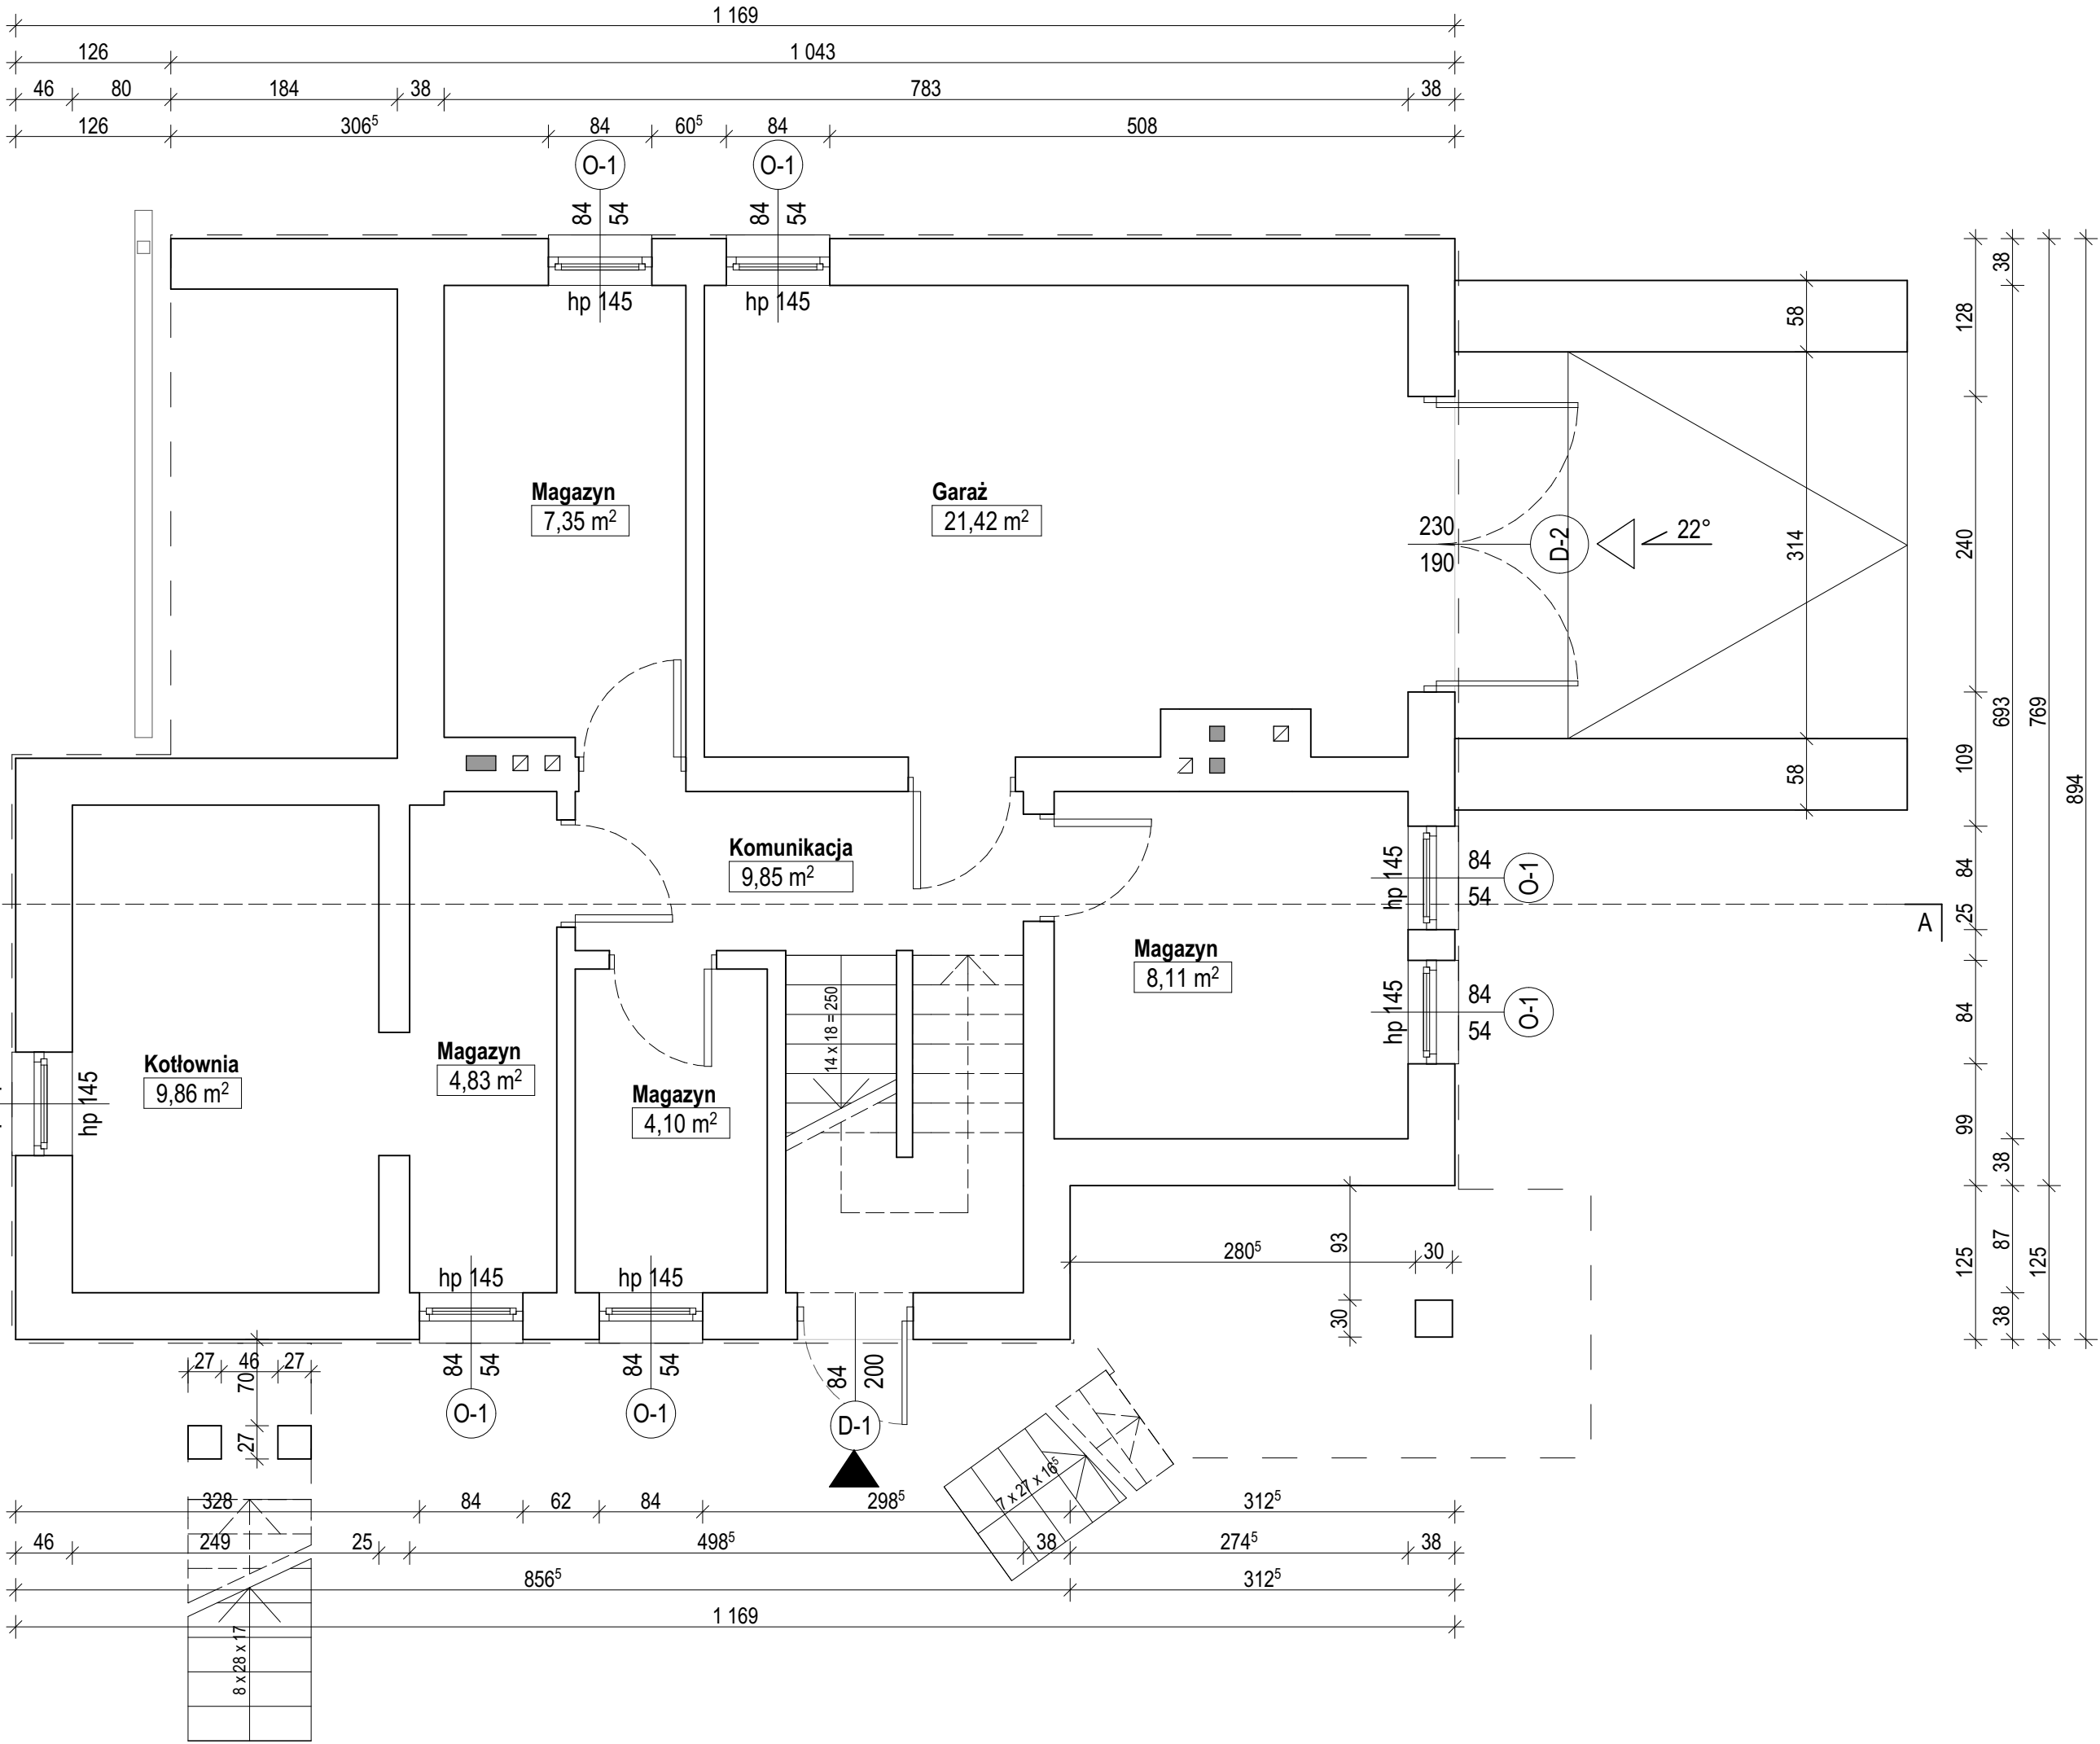 1 169
126 1 043
46 80 184 38 783 38
126 306⁵ 84 60⁵ 84 508
O-1 O-1
84 54 84 54
hp 145 hp 145
38
128
58
Magazyn
7,35 m²
Garaż
21,42 m²
230
190
D-2
22°
314
240
693
769
109
58
894
Komunikacja
9,85 m²
hp 145
84
54
O-1
84
25
A
Magazyn
8,11 m²
hp 145
84
54
O-1
84
14 x 18 = 250
Kotłownia
9,86 m²
hp 145
Magazyn
4,83 m²
Magazyn
4,10 m²
99
38
93
280⁵ 30
87
125
125
30
38
hp 145 hp 145
27 46 27
70
27
84 54 84 54
84 200
O-1 O-1 D-1
7 x 27 x 16⁵
328 84 62 84 298⁵ 312⁵
46 249 25 498⁵ 38 274⁵ 38
856⁵ 312⁵
1 169
8 x 28 x 17